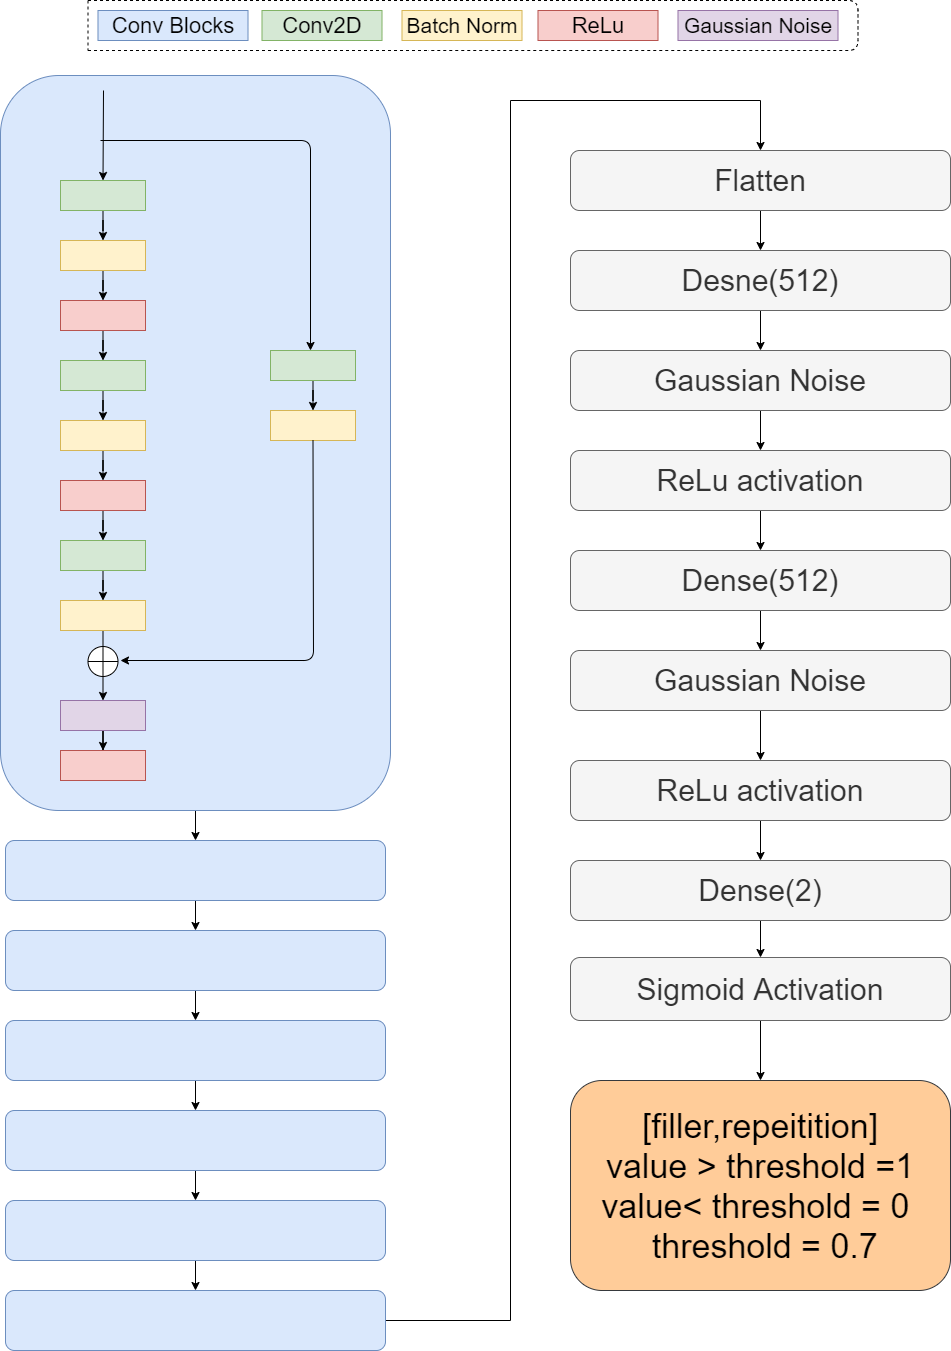 Conv Blocks
Conv2D
Batch Norm
ReLu
Gaussian Noise
Flatten
Desne(512)
Gaussian Noise
ReLu activation
Dense(512)
Gaussian Noise
ReLu activation
Dense(2)
Sigmoid Activation
[filler,repeitition]
value > threshold =1
value< threshold = 0
threshold = 0.7